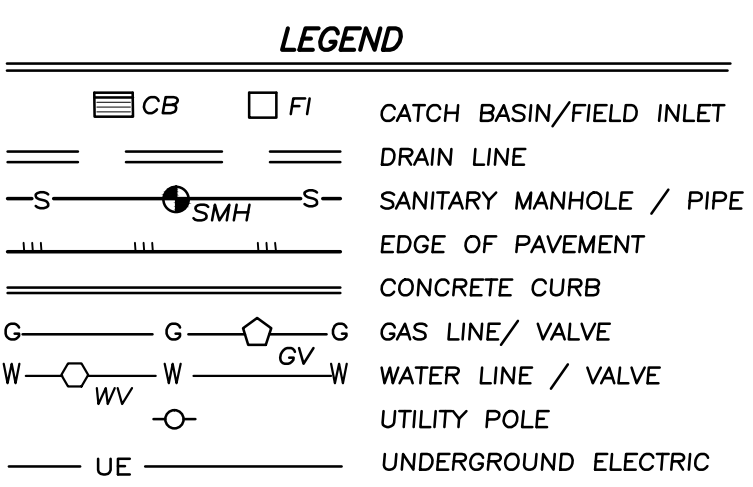 LEGEND
CB FI CATCH BASIN/FIELD INLET
DRAIN LINE
S SMH S SANITARY MANHOLE / PIPE
EDGE OF PAVEMENT
CONCRETE CURB
G G GV G GAS LINE/ VALVE
W WV W W WATER LINE / VALVE
UTILITY POLE
UE UNDERGROUND ELECTRIC